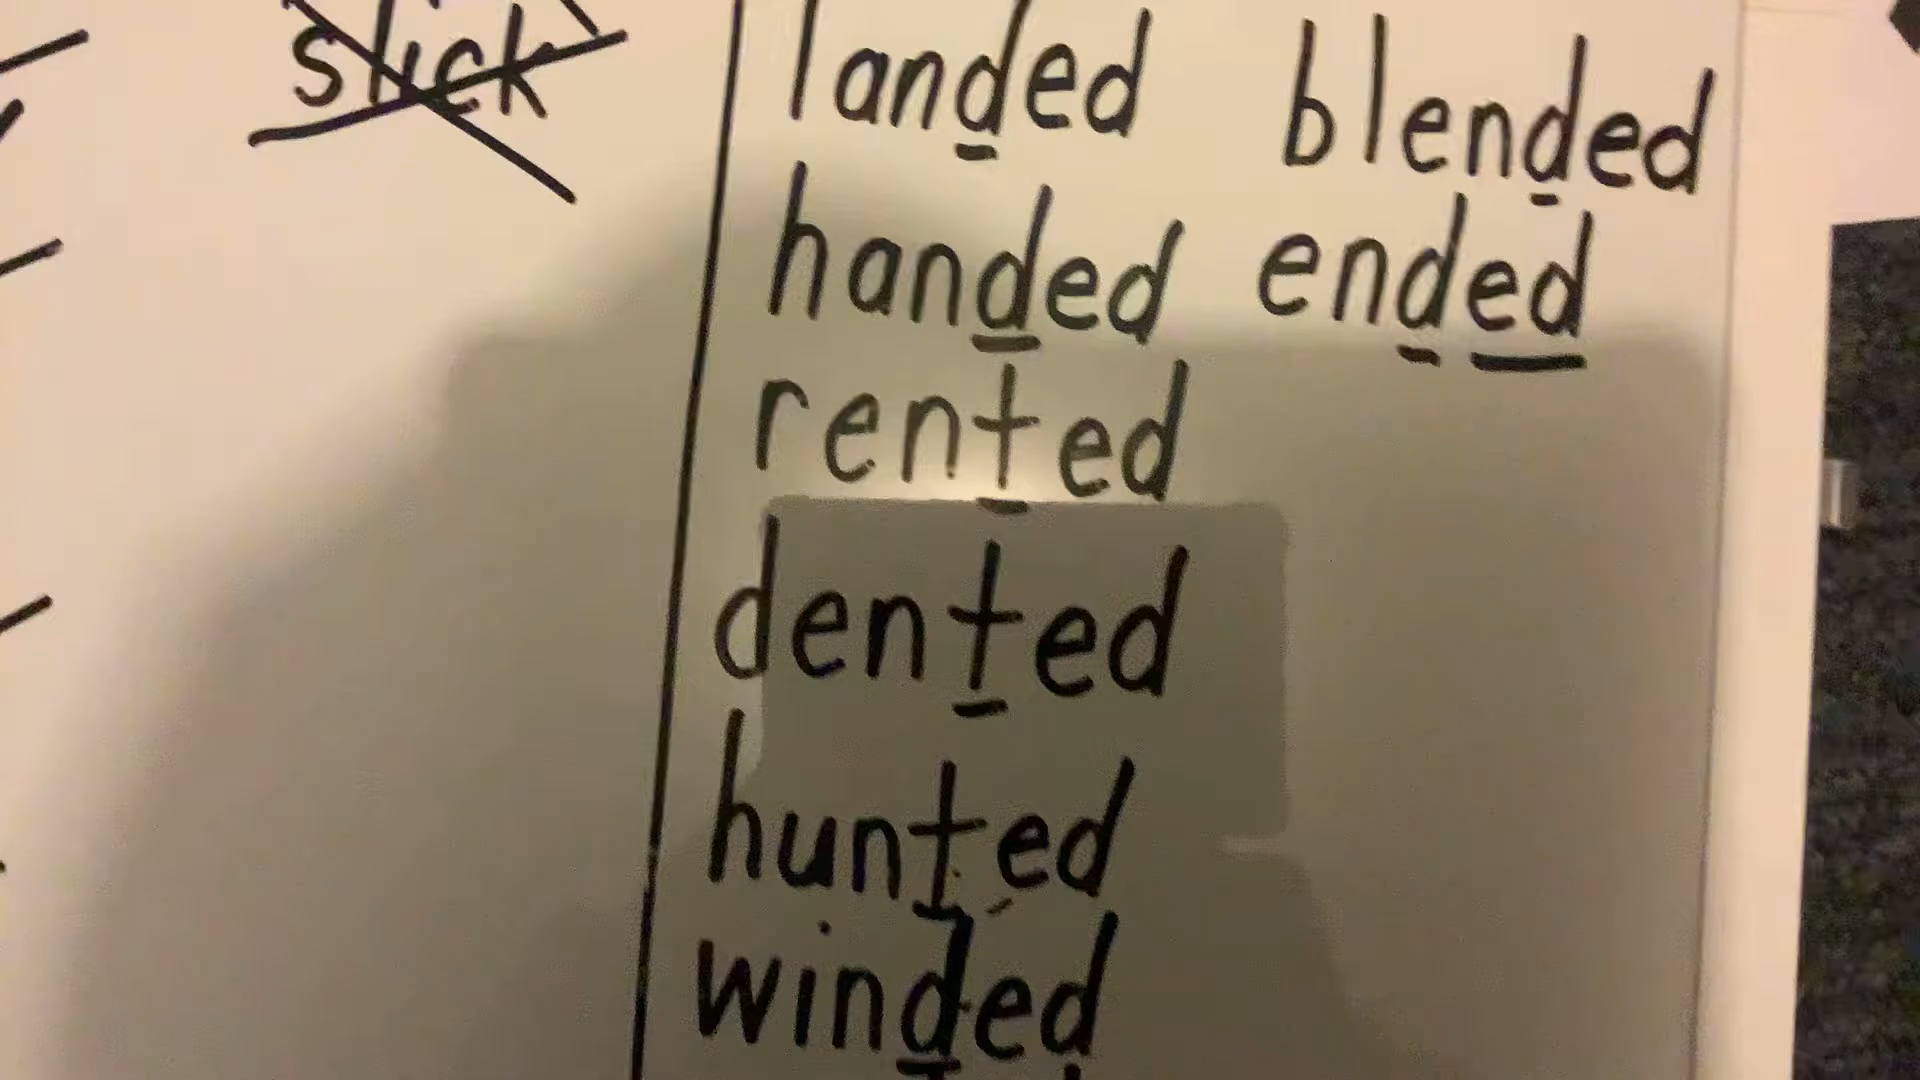 slick
landed blended
handed ended
rented
dented
hunted
winded